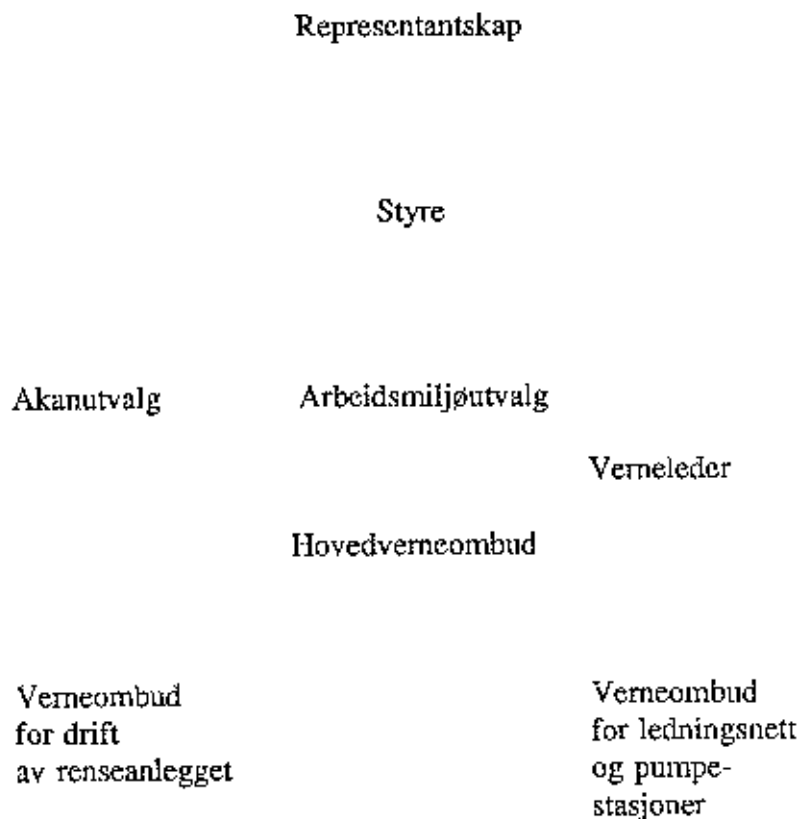 Representantskap
Styre
Akanutvalg
Arbeidsmiljøutvalg
Verneleder
Hovedverneombud
Verneombud
for drift
av renseanlegget
Verneombud
for ledningsnett
og pumpe-
stasjoner